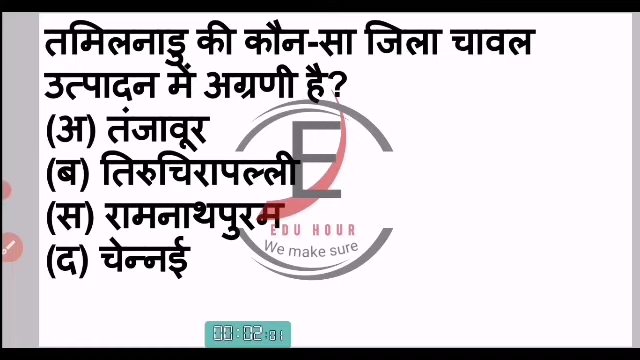 तमिलनाडु की कौन-सा जिला चावल
उत्पादन में अग्रणी है?
(अ) तंजावूर
(ब) तिरुचिरापल्ली
(स) रामनाथपुरम
(द) चेन्नई
E
EDU HOUR
We make sure
00:02:01